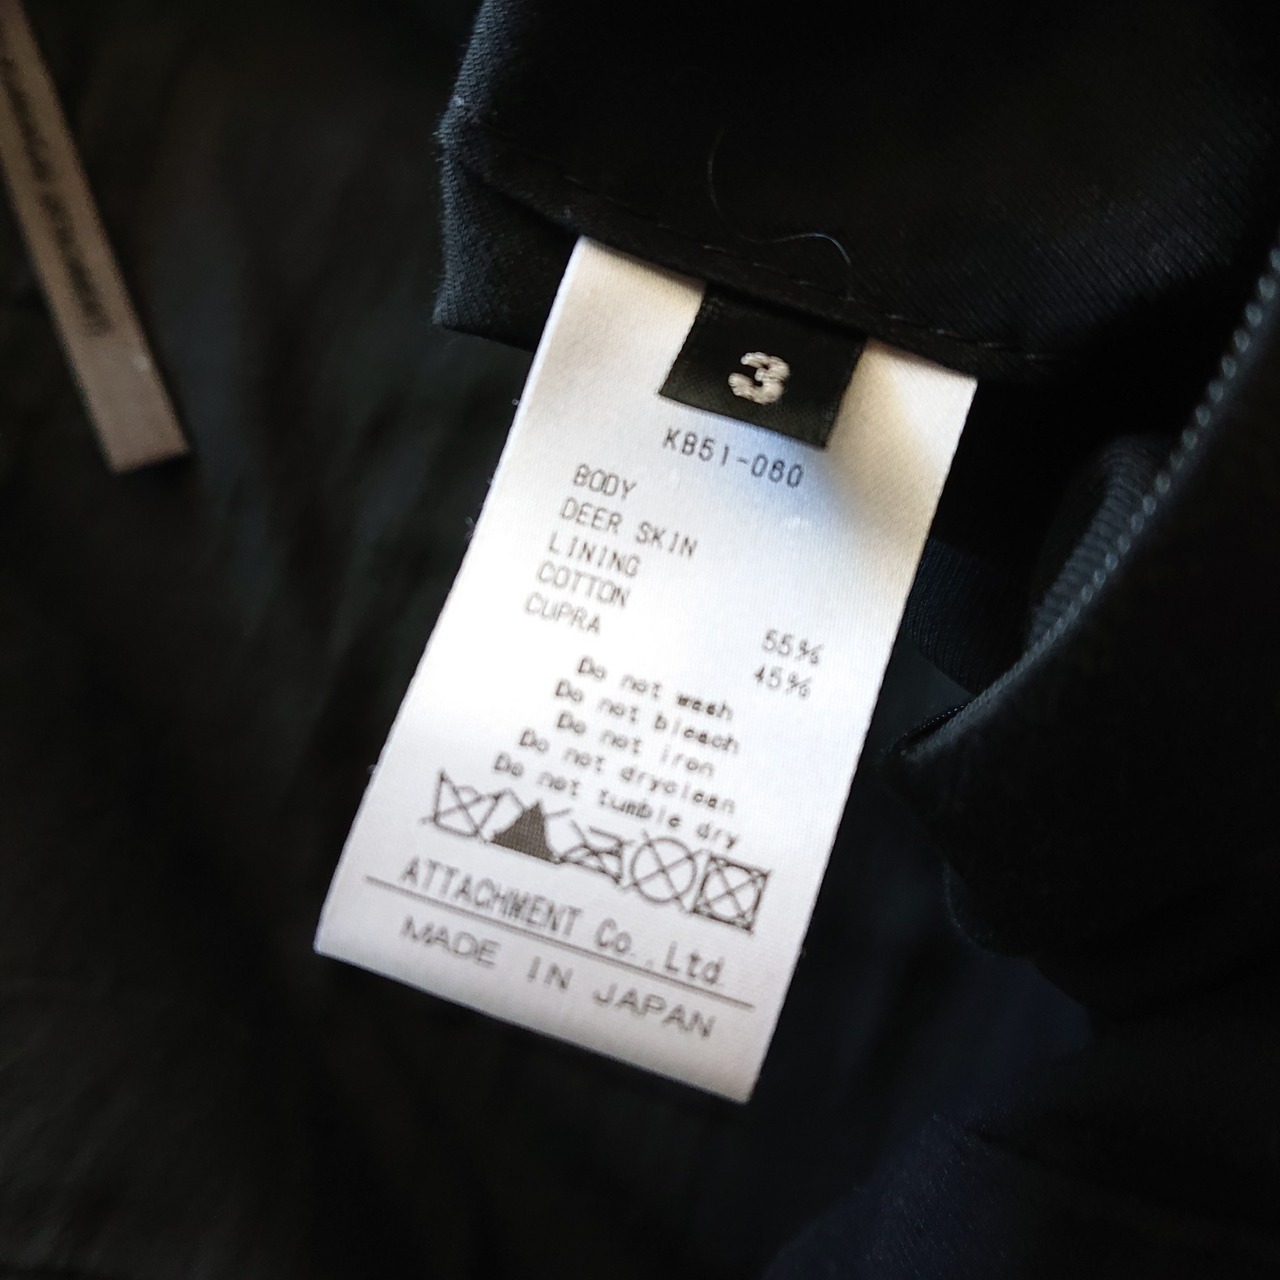 3
KB51-060
BODY
DEER SKIN
LINING
COTTON 55%
CUPRA 45%
Do not wash
Do not bleach
Do not iron
Do not dryclean
Do not tumble dry
ATTACHMENT Co.,Ltd.
MADE IN JAPAN